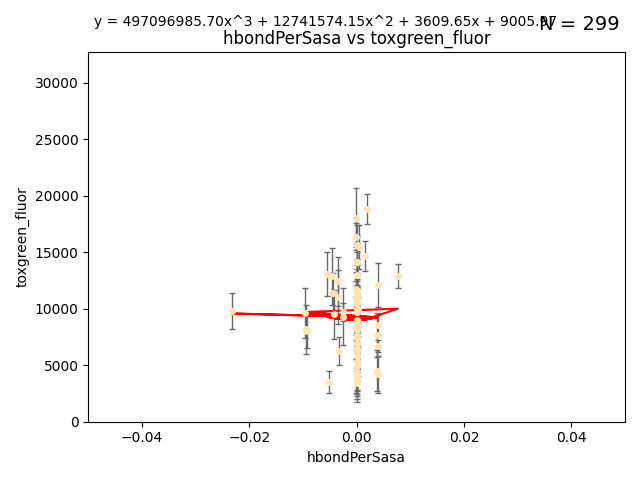 y = 497096985.70x^3 + 12741574.15x^2 + 3609.65x + 9005.97
N = 299
hbondPerSasa vs toxgreen_fluor
30000
25000
20000
15000
10000
5000
0
toxgreen_fluor
−0.04
−0.02
0.00
0.02
0.04
hbondPerSasa